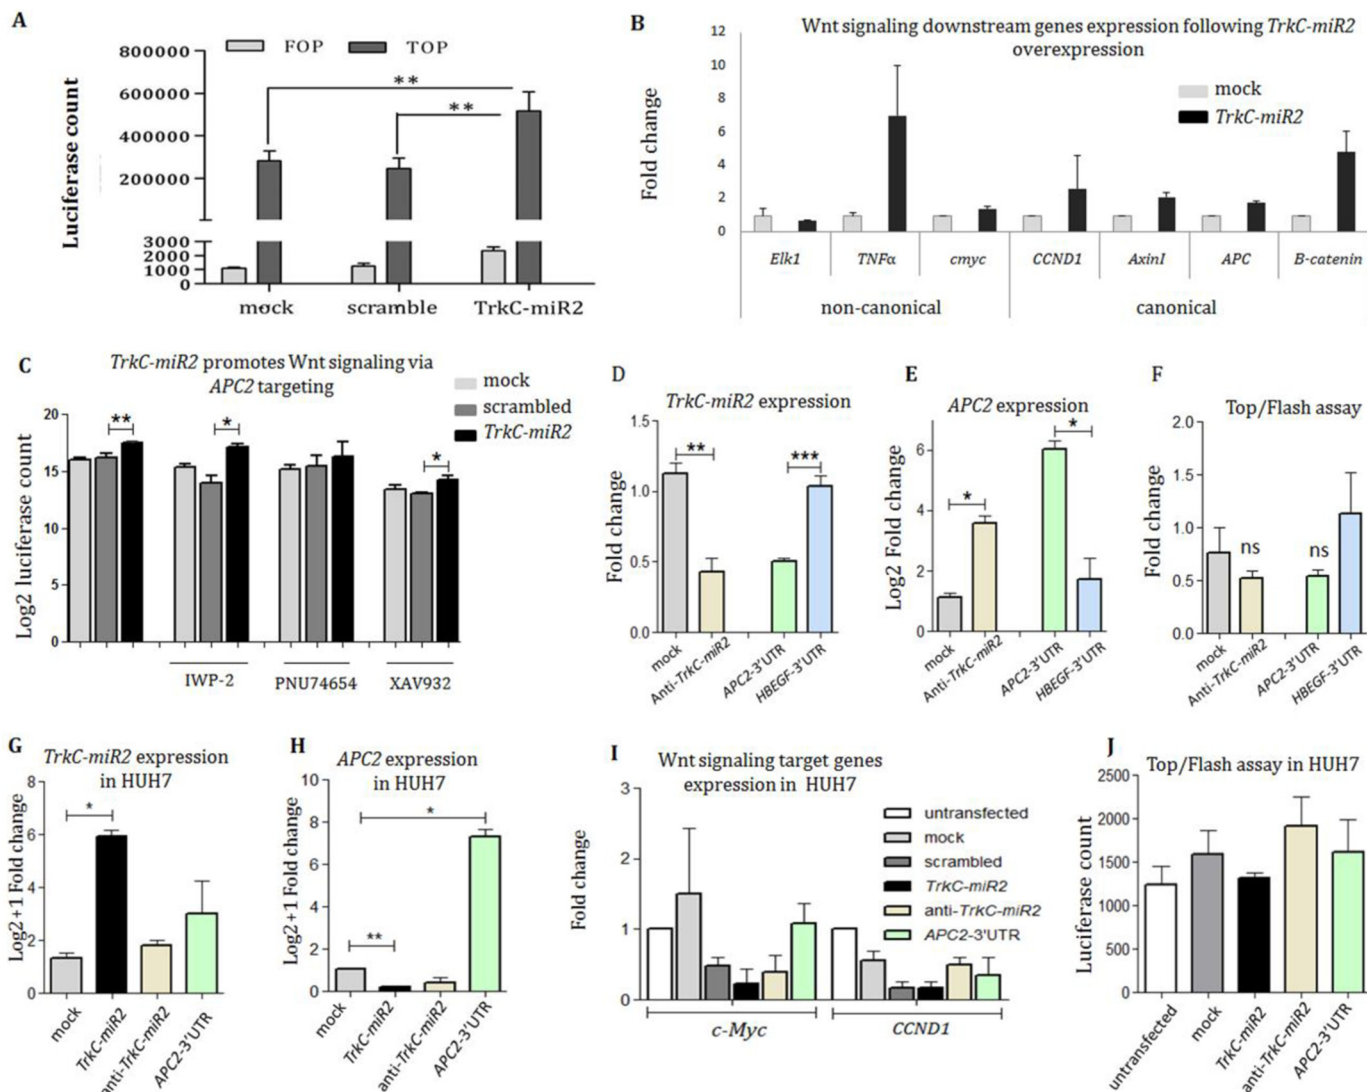 A
FOP TOP
800000
600000
400000
200000
3000
2000
1000
0
Luciferase count
**
**
mock scramble TrkC-miR2
B
Wnt signaling downstream genes expression following TrkC-miR2
overexpression
12
10
8
6
4
2
0
Fold change
mock
TrkC-miR2
Elk1 TNFα cmyc CCND1 AxinI APC B-catenin
non-canonical canonical
C
TrkC-miR2 promotes Wnt signaling via
APC2 targeting
mock
scrambled
TrkC-miR2
20
15
10
5
0
Log2 luciferase count
** * *
IWP-2 PNU74654 XAV932
D
TrkC-miR2 expression
1.5
1.0
0.5
0.0
Fold change
** ***
mock
Anti-TrkC-miR2
APC2-3'UTR
HBEGF-3'UTR
E
APC2 expression
6
4
2
0
Log2 Fold change
* *
mock
Anti-TrkC-miR2
APC2-3'UTR
HBEGF-3'UTR
F
Top/Flash assay
2.0
1.5
1.0
0.5
0.0
Fold change
ns ns
mock
Anti-TrkC-miR2
APC2-3'UTR
HBEGF-3'UTR
G
TrkC-miR2 expression
in HUH7
8
6
4
2
0
Log2+1 Fold change
*
mock
TrkC-miR2
anti-TrkC-miR2
APC2-3'UTR
H
APC2 expression
in HUH7
10
8
6
4
2
0
Log2+1 Fold change
*
**
mock
TrkC-miR2
anti-TrkC-miR2
APC2-3'UTR
I
Wnt signaling target genes
expression in HUH7
3
2
1
0
Fold change
untransfected
mock
scrambled
TrkC-miR2
anti-TrkC-miR2
APC2-3'UTR
c-Myc CCND1
J
Top/Flash assay in HUH7
2500
2000
1500
1000
500
0
Luciferase count
untransfected
mock
TrkC-miR2
anti-TrkC-miR2
APC2-3'UTR